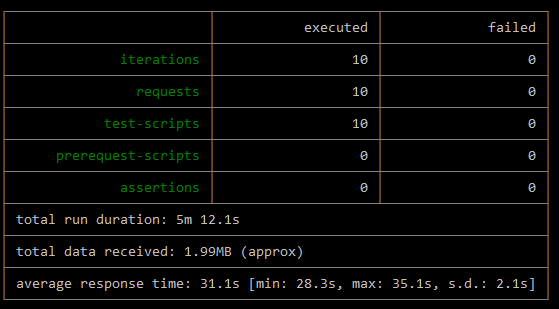 executed failed
iterations 10 0
requests 10 0
test-scripts 10 0
prerequest-scripts 0 0
assertions 0 0
total run duration: 5m 12.1s
total data received: 1.99MB (approx)
average response time: 31.1s [min: 28.3s, max: 35.1s, s.d.: 2.1s]